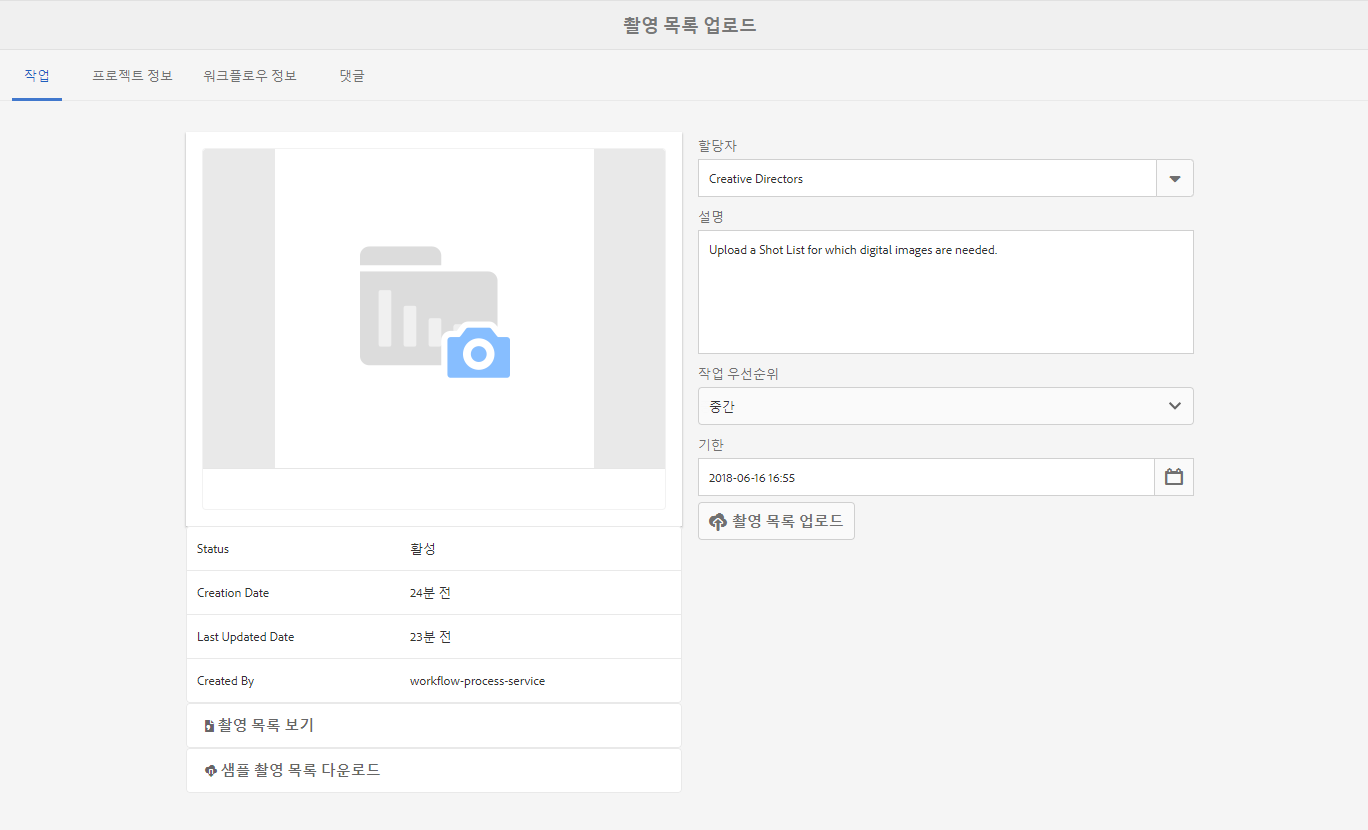 촬영 목록 업로드
작업 프로젝트 정보 워크플로우 정보 댓글
할당자
Creative Directors
설명
Upload a Shot List for which digital images are needed.
작업 우선순위
중간
기한
2018-06-16 16:55
촬영 목록 업로드
Status 활성
Creation Date 24분 전
Last Updated Date 23분 전
Created By workflow-process-service
촬영 목록 보기
샘플 촬영 목록 다운로드